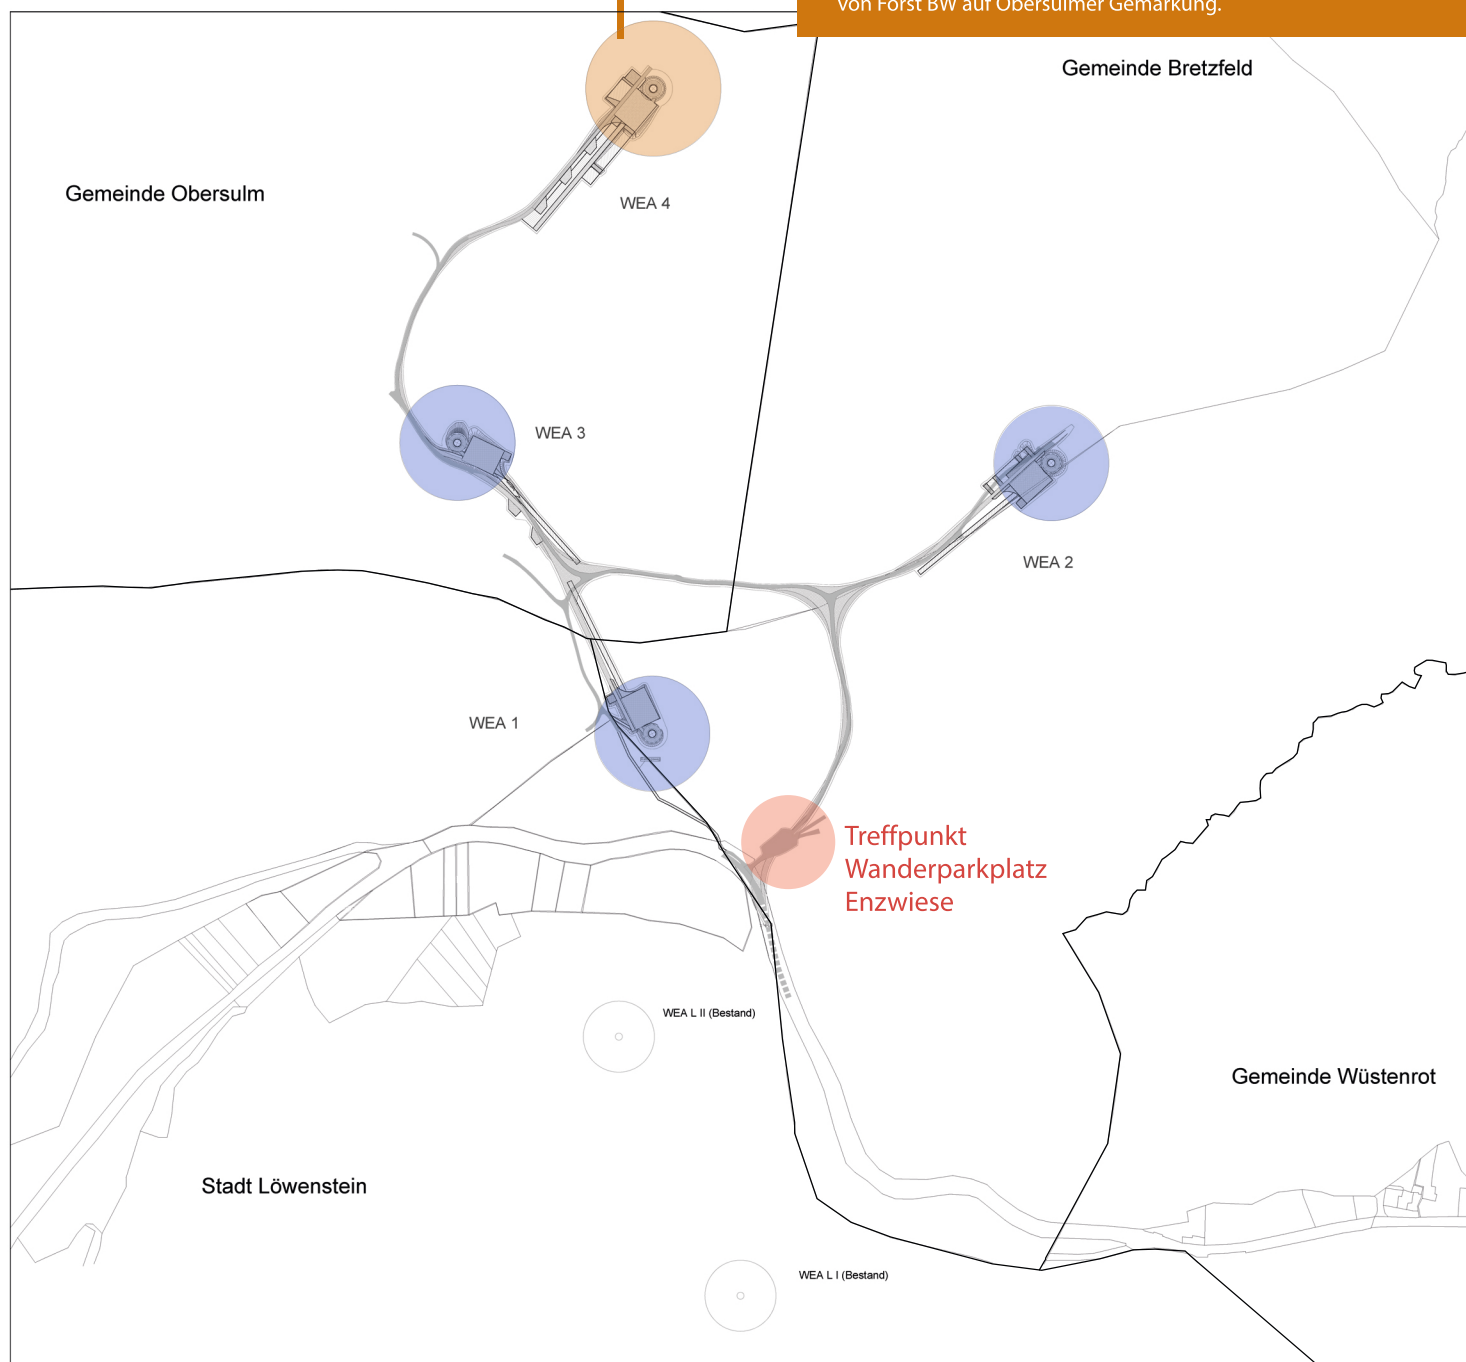 von Forst BW auf Obersulmer Gemarkung.
Gemeinde Bretzfeld
Gemeinde Obersulm
WEA 4
WEA 3
WEA 2
WEA 1
Treffpunkt
Wanderparkplatz
Enzwiese
WEA L II (Bestand)
Gemeinde Wüstenrot
Stadt Löwenstein
WEA L I (Bestand)